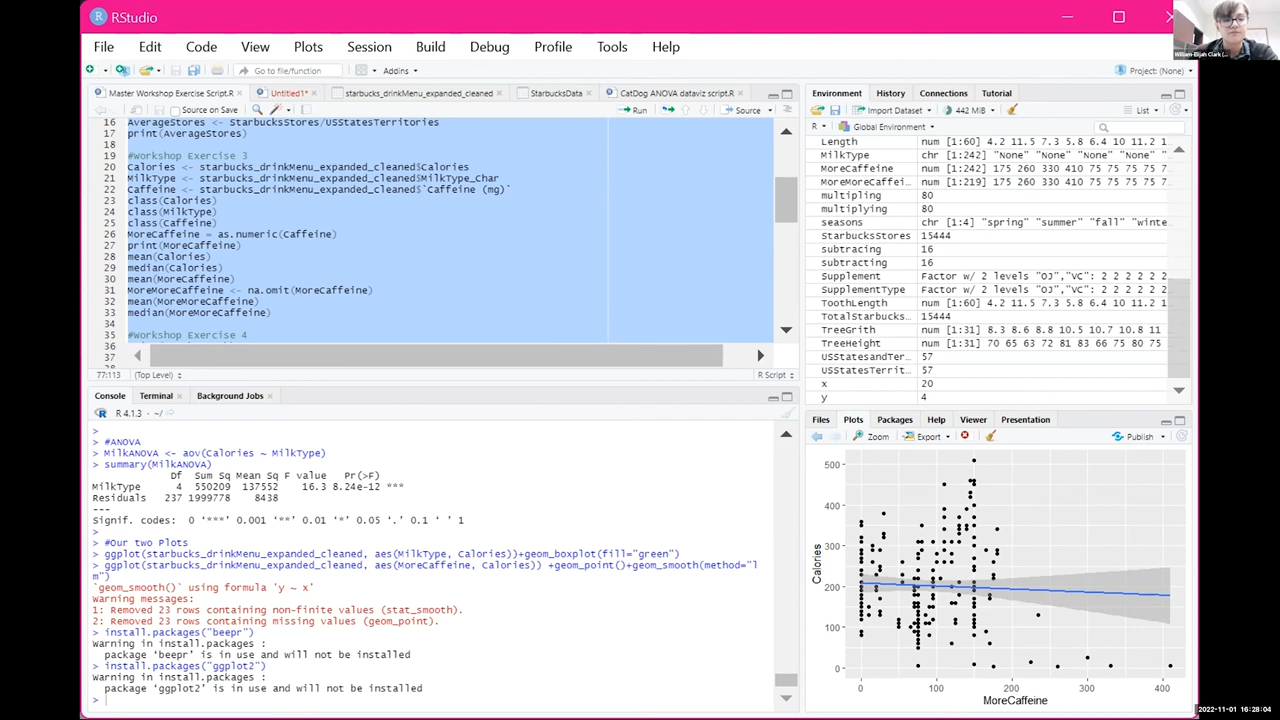 RStudio
File Edit Code View Plots Session Build Debug Profile Tools Help
Go to file/function
Addins
Project: (None)
Master Workshop Exercise Script.R
Untitled1*
starbucks_drinkMenu_expanded_cleaned
StarbucksData
CatDog ANOVA dataviz script.R
Source on Save
Run
Source
16 AverageStores <- StarbucksStores/USStatesTerritories
17 print(AverageStores)
18
19 #Workshop Exercise 3
20 Calories <- starbucks_drinkMenu_expanded_cleaned$Calories
21 MilkType <- starbucks_drinkMenu_expanded_cleaned$MilkType_char
22 Caffeine <- starbucks_drinkMenu_expanded_cleaned$`Caffeine (mg)`
23 class(Calories)
24 class(MilkType)
25 class(Caffeine)
26 MoreCaffeine = as.numeric(Caffeine)
27 print(MoreCaffeine)
28 mean(Calories)
29 median(Calories)
30 mean(MoreCaffeine)
31 MoreMoreCaffeine <- na.omit(MoreCaffeine)
32 mean(MoreMoreCaffeine)
33 median(MoreMoreCaffeine)
34
35 #Workshop Exercise 4
36
37
77:113 (Top Level) R Script
Console Terminal Background Jobs
R 4.1.3 · ~/
>
> #ANOVA
> MilkANOVA <- aov(Calories ~ MilkType)
> summary(MilkANOVA)
Df Sum Sq Mean Sq F value Pr(>F)
MilkType 4 550209 137552 16.3 8.24e-12 ***
Residuals 237 1999778 8438
---
Signif. codes: 0 ‘***’ 0.001 ‘**’ 0.01 ‘*’ 0.05 ‘.’ 0.1 ‘ ’ 1
>
> #Our two Plots
> ggplot(starbucks_drinkMenu_expanded_cleaned, aes(MilkType, Calories))+geom_boxplot(fill="green")
> ggplot(starbucks_drinkMenu_expanded_cleaned, aes(MoreCaffeine, Calories)) +geom_point()+geom_smooth(method="l
m")
`geom_smooth()` using formula 'y ~ x'
Warning messages:
1: Removed 23 rows containing non-finite values (stat_smooth).
2: Removed 23 rows containing missing values (geom_point).
> install.packages("beepr")
Warning in install.packages :
package ‘beepr’ is in use and will not be installed
> install.packages("ggplot2")
Warning in install.packages :
package ‘ggplot2’ is in use and will not be installed
>
Environment History Connections Tutorial
Import Dataset
442 MiB
List
R Global Environment
Length num [1:60] 4.2 11.5 7.3 5.8 6.4 10 11.2 1
MilkType chr [1:242] "None" "None" "None" "None"
MoreCaffeine num [1:242] 175 260 330 410 75 75 75 75 7
MoreMoreCaffei… num [1:219] 175 260 330 410 75 75 75 75 7
multipling 80
multiplying 80
seasons chr [1:4] "spring" "summer" "fall" "winte
StarbucksStores 15444
subtracing 16
subtracting 16
Supplement Factor w/ 2 levels "OJ","VC": 2 2 2 2 2 2
SupplementType Factor w/ 2 levels "OJ","VC": 2 2 2 2 2 2
ToothLength num [1:60] 4.2 11.5 7.3 5.8 6.4 10 11.2 1
TotalStarbucks… 15444
TreeGrith num [1:31] 8.3 8.6 8.8 10.5 10.7 10.8 11
TreeHeight num [1:31] 70 65 63 72 81 83 66 75 80 75
USStatesandTer… 57
USStatesTerrit… 57
x 20
y 4
Files Plots Packages Help Viewer Presentation
Zoom Export Publish
500
400
300
200
100
0
Calories
0 100 200 300 400
MoreCaffeine
William-Elijah Clark (
2022-11-01 16:28:04